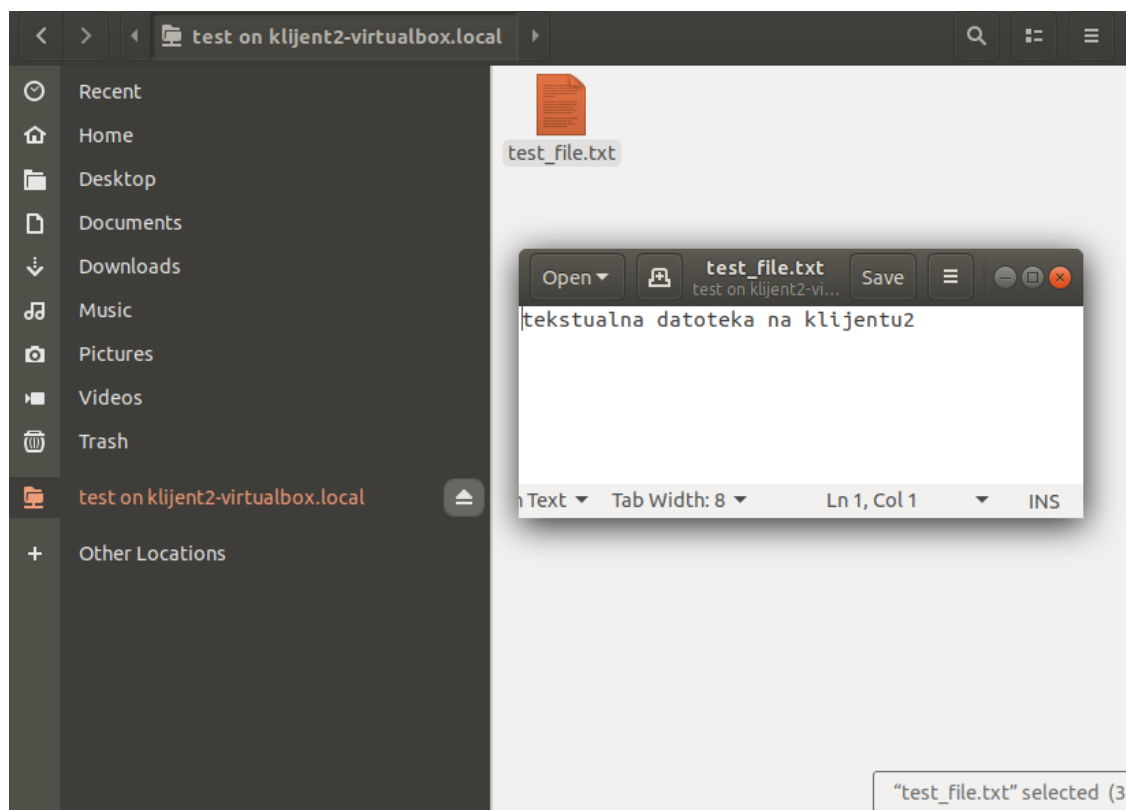 test on klijent2-virtualbox.local
Recent
Home
Desktop
Documents
Downloads
Music
Pictures
Videos
Trash
test on klijent2-virtualbox.local
Other Locations
test_file.txt
Open
test_file.txt
test on klijent2-vi...
Save
tekstualna datoteka na klijentu2
n Text
Tab Width: 8
Ln 1, Col 1
INS
“test_file.txt” selected (3